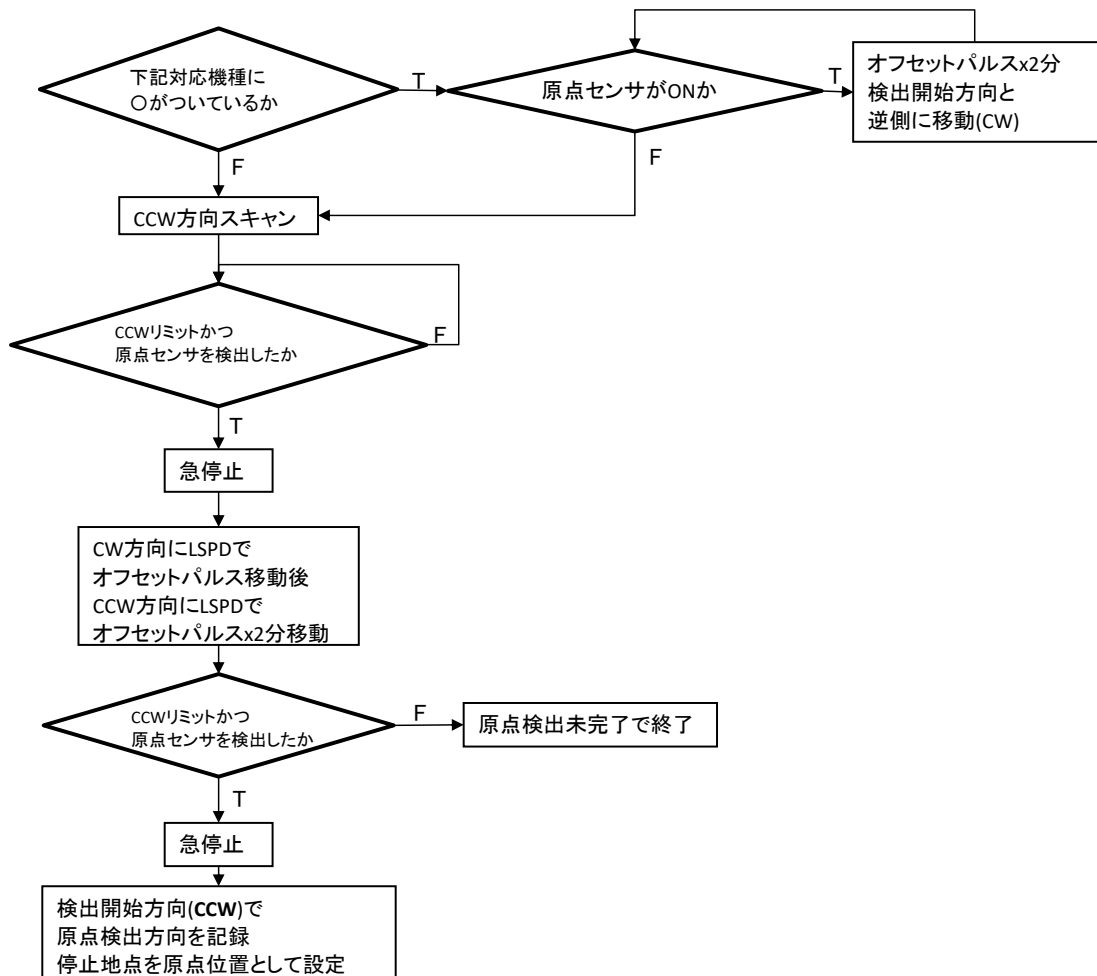 下記対応機種に
〇がついているか
T
原点センサがONか
T
オフセットパルスx2分
検出開始方向と
逆側に移動(CW)
F
F
CCW方向スキャン
CCWリミットかつ
原点センサを検出したか
F
T
急停止
CW方向にLSPDで
オフセットパルス移動後
CCW方向にLSPDで
オフセットパルスx2分移動
CCWリミットかつ
原点センサを検出したか
F
原点検出未完了で終了
T
急停止
検出開始方向(CCW)で
原点検出方向を記録
停止地点を原点位置として設定